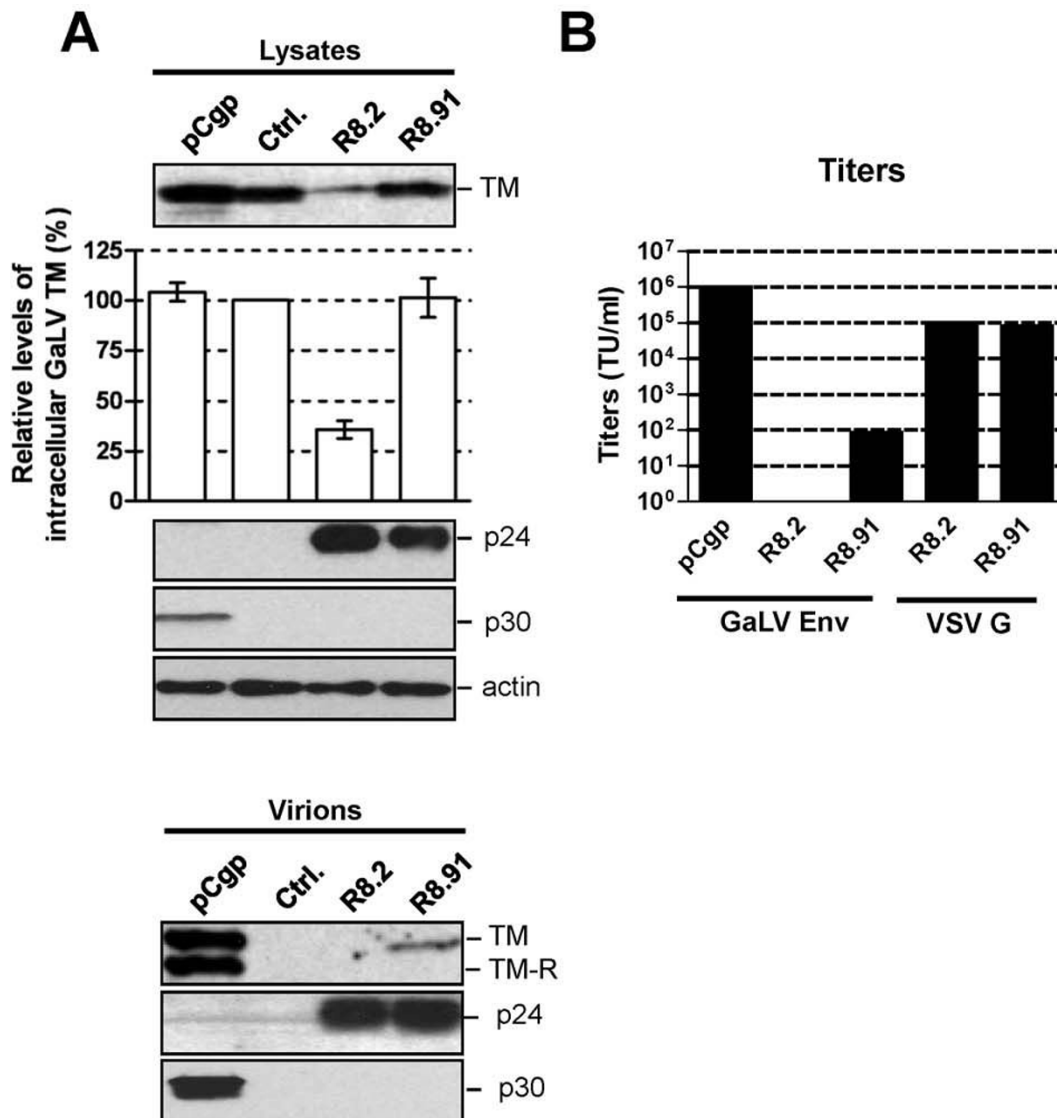 A
Lysates
pCgp Ctrl. R8.2 R8.91
TM
Relative levels of
intracellular GaLV TM (%)
125
100
75
50
25
0
p24
p30
actin
Virions
pCgp Ctrl. R8.2 R8.91
TM
TM-R
p24
p30
B
Titers
Titers (TU/ml)
10⁷
10⁶
10⁵
10⁴
10³
10²
10¹
10⁰
pCgp R8.2 R8.91 R8.2 R8.91
GaLV Env VSV G